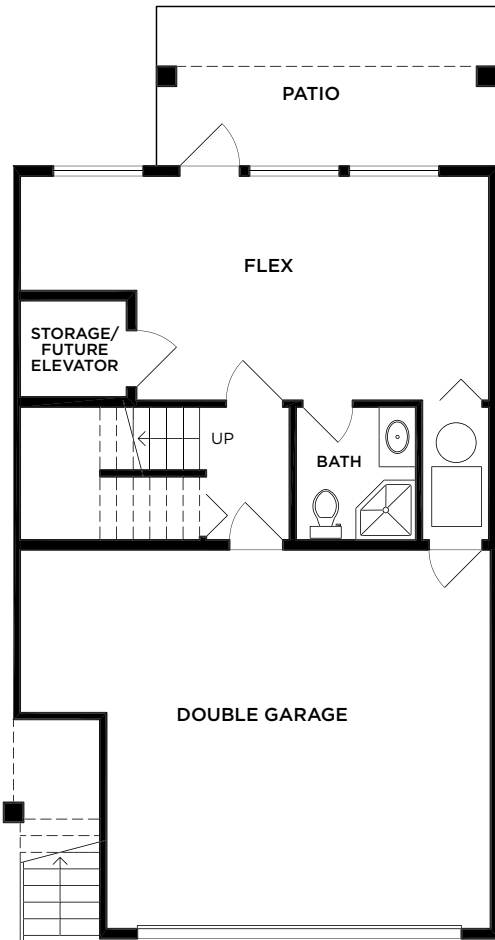 PATIO
FLEX
STORAGE/
FUTURE
ELEVATOR
UP
BATH
DOUBLE GARAGE